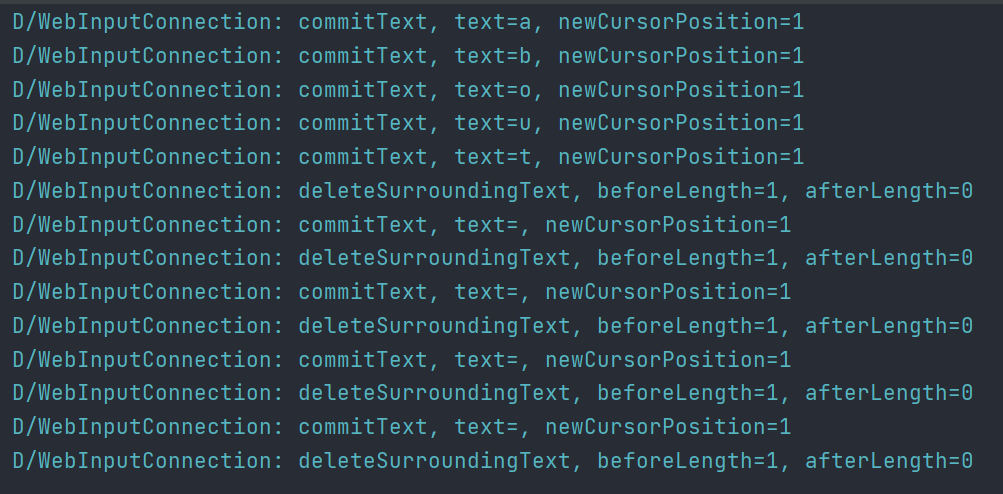 D/WebInputConnection: commitText, text=a, newCursorPosition=1
D/WebInputConnection: commitText, text=b, newCursorPosition=1
D/WebInputConnection: commitText, text=o, newCursorPosition=1
D/WebInputConnection: commitText, text=u, newCursorPosition=1
D/WebInputConnection: commitText, text=t, newCursorPosition=1
D/WebInputConnection: deleteSurroundingText, beforeLength=1, afterLength=0
D/WebInputConnection: commitText, text=, newCursorPosition=1
D/WebInputConnection: deleteSurroundingText, beforeLength=1, afterLength=0
D/WebInputConnection: commitText, text=, newCursorPosition=1
D/WebInputConnection: deleteSurroundingText, beforeLength=1, afterLength=0
D/WebInputConnection: commitText, text=, newCursorPosition=1
D/WebInputConnection: deleteSurroundingText, beforeLength=1, afterLength=0
D/WebInputConnection: commitText, text=, newCursorPosition=1
D/WebInputConnection: deleteSurroundingText, beforeLength=1, afterLength=0